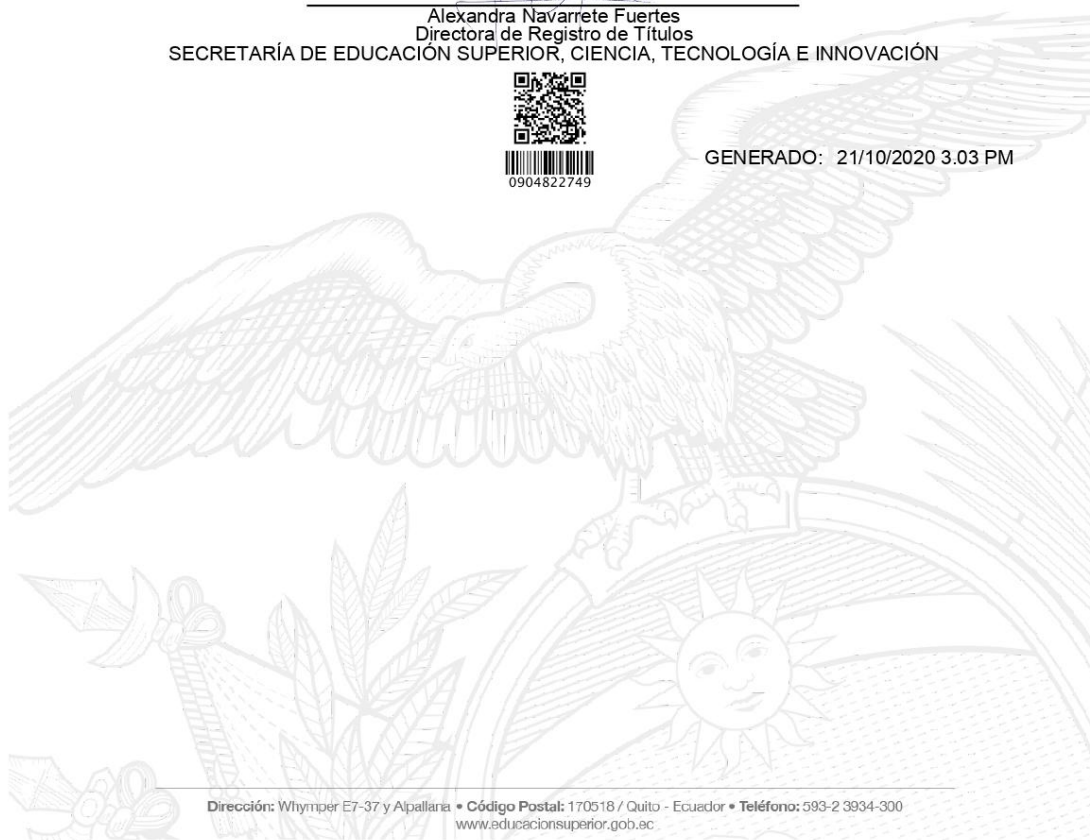 Alexandra Navarrete Fuertes
Directora de Registro de Títulos
SECRETARÍA DE EDUCACIÓN SUPERIOR, CIENCIA, TECNOLOGÍA E INNOVACIÓN
0904822749
GENERADO: 21/10/2020 3.03 PM
Dirección: Whymper E7-37 y Alpallana • Código Postal: 170518 / Quito - Ecuador • Teléfono: 593-2 3934-300
www.educacionsuperior.gob.ec